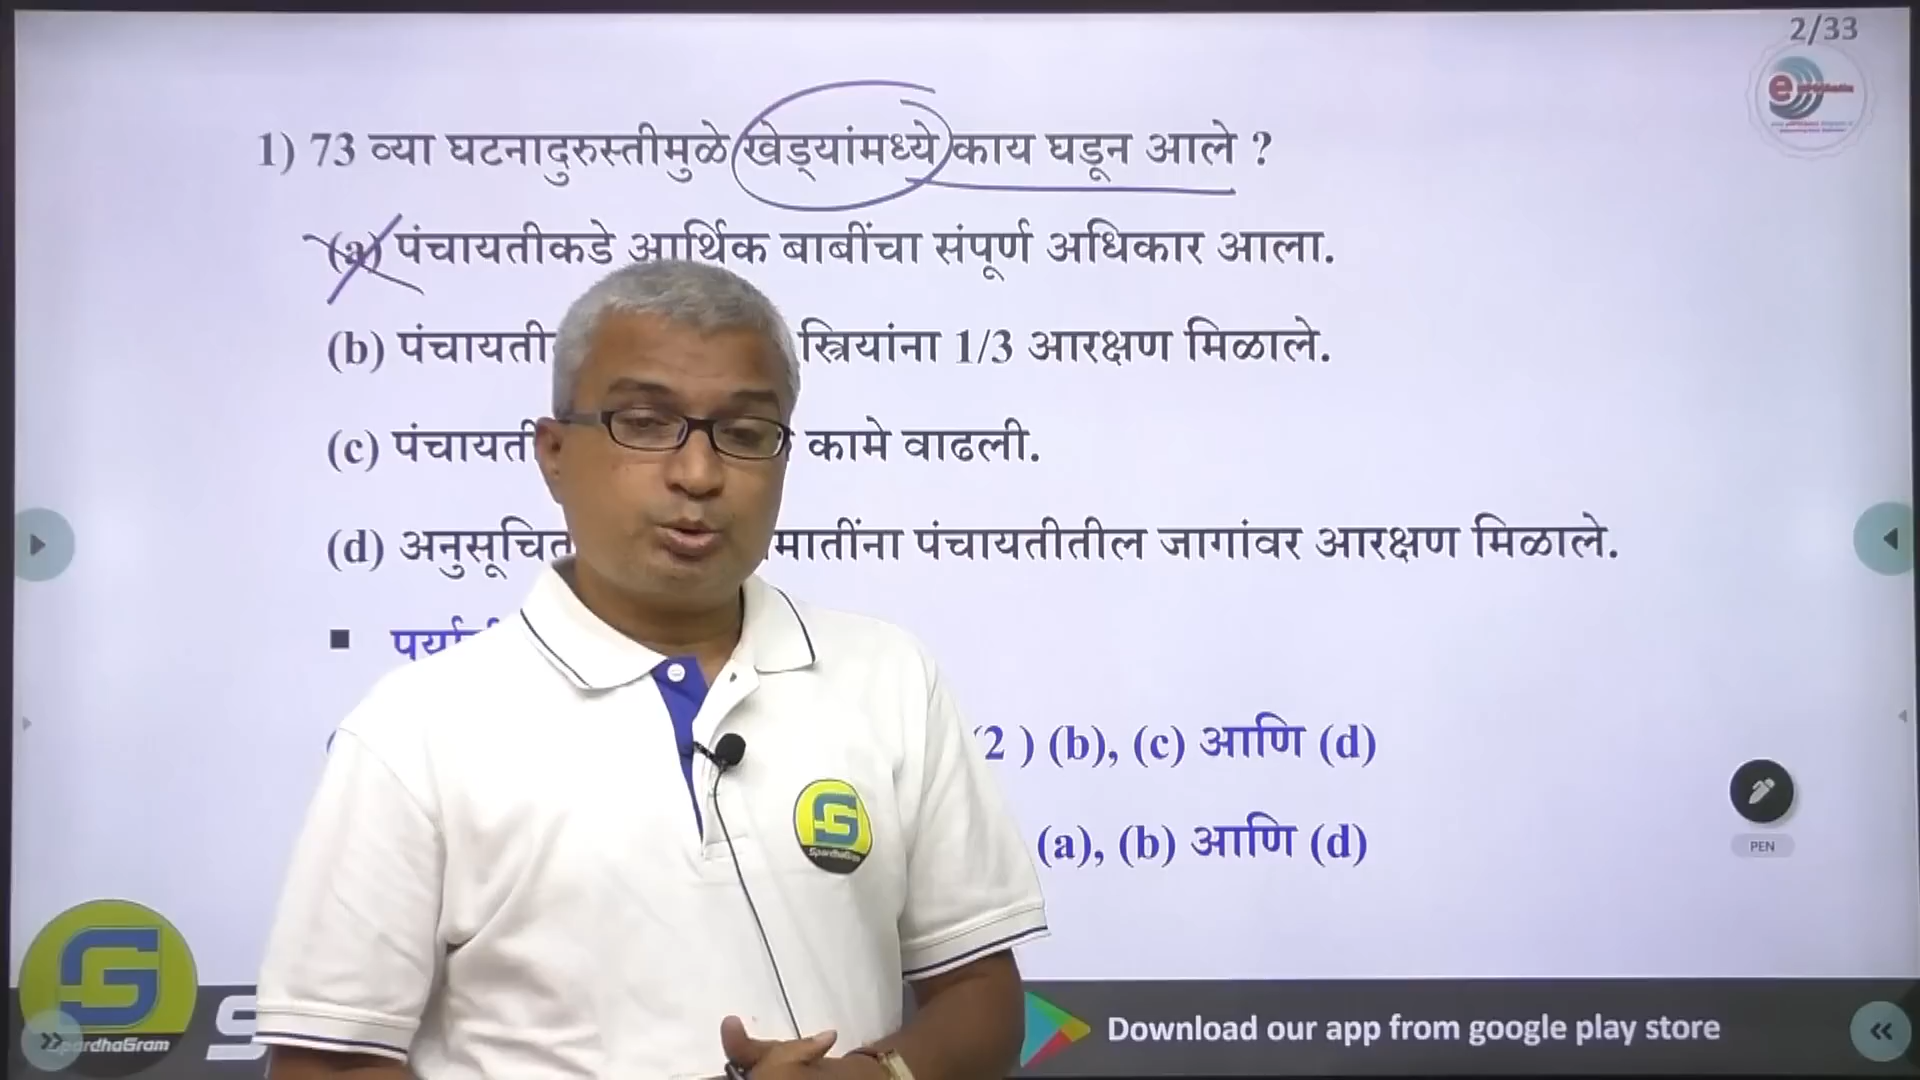 2/33
1) 73 व्या घटनादुरुस्तीमुळे खेड्यांमध्ये काय घडून आले ?
(a) पंचायतीकडे आर्थिक बाबींचा संपूर्ण अधिकार आला.
(b) पंचायती स्त्रियांना 1/3 आरक्षण मिळाले.
(c) पंचायती कामे वाढली.
(d) अनुसूचित मातींना पंचायतीतील जागांवर आरक्षण मिळाले.
(2 ) (b), (c) आणि (d)
(a), (b) आणि (d)
PEN
SpardhaGram
SpardhaGram
S
Download our app from google play store